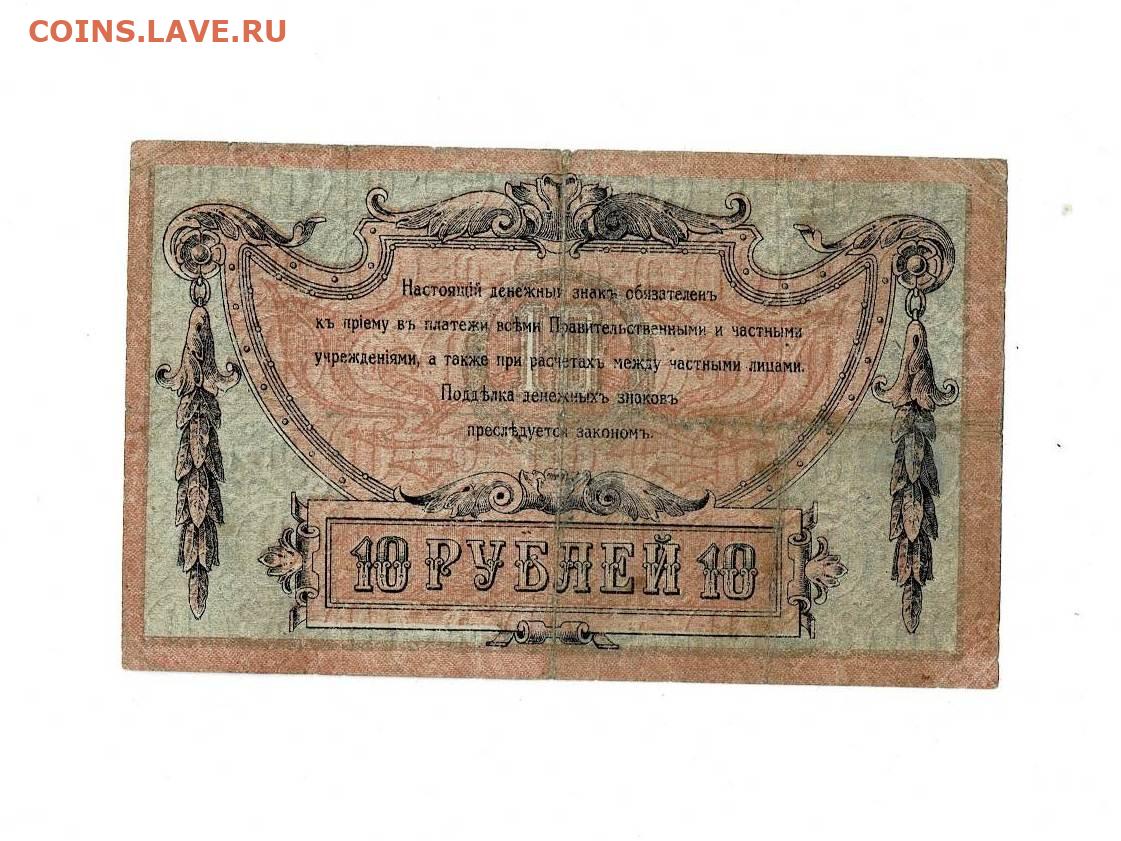 COINS.LAVE.RU
Настоящій денежный знакъ обязателенъ
къ пріему въ платежи всѣми Правительственными и частными
учрежденіями, а также при расчетахъ между частными лицами.
Поддѣлка денежныхъ знаковъ
преслѣдуется закономъ.
10
10 РУБЛЕЙ 10